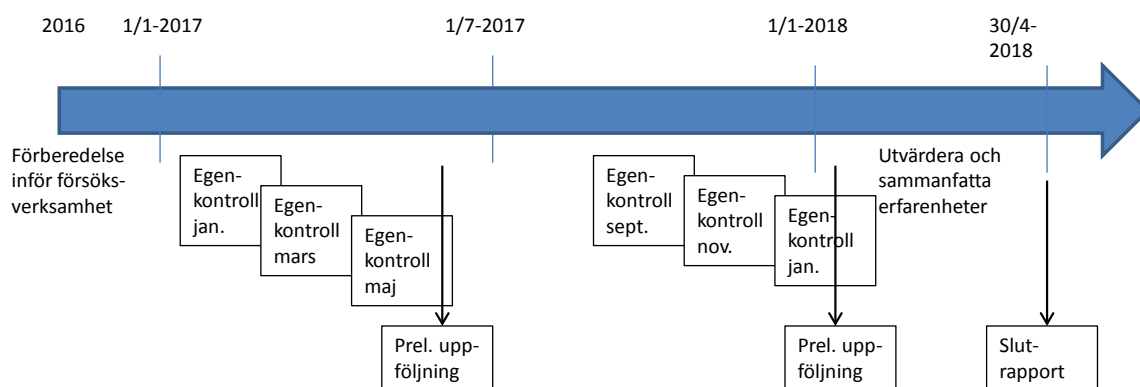 2016
1/1-2017
1/7-2017
1/1-2018
30/4-
2018
Förberedelse
inför försöks-
verksamhet
Egen-
kontroll
jan.
Egen-
kontroll
mars
Egen-
kontroll
maj
Prel. upp-
följning
Egen-
kontroll
sept.
Egen-
kontroll
nov.
Egen-
kontroll
jan.
Prel. upp-
följning
Utvärdera och
sammanfatta
erfarenheter
Slut-
rapport